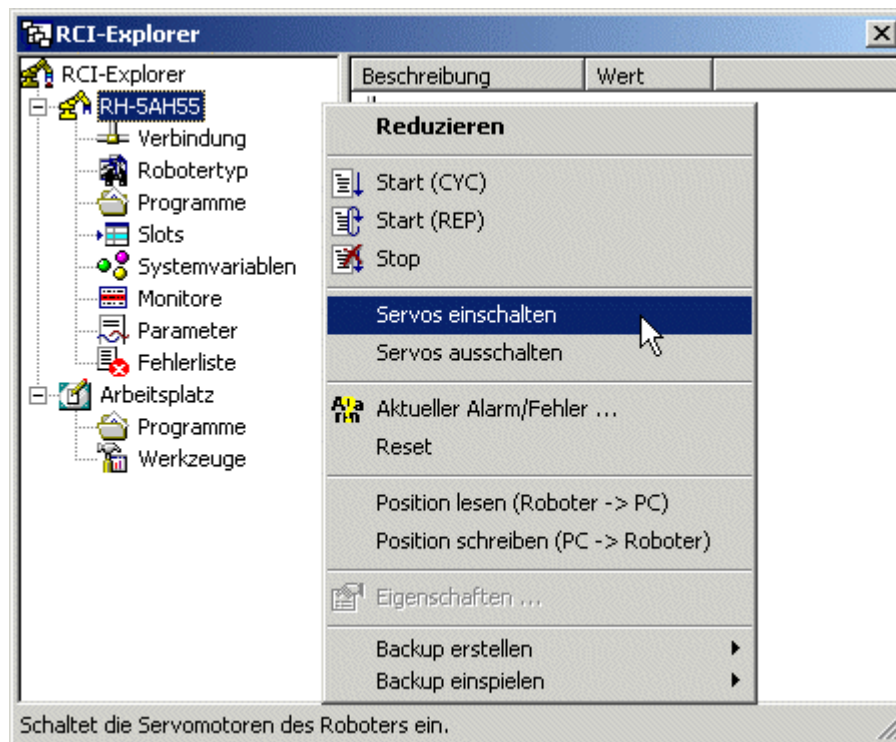 RCI-Explorer
RCI-Explorer
RH-5AH55
Verbindung
Robotertyp
Programme
Slots
Systemvariablen
Monitore
Parameter
Fehlerliste
Arbeitsplatz
Programme
Werkzeuge
Beschreibung Wert
Reduzieren
Start (CYC)
Start (REP)
Stop
Servos einschalten
Servos ausschalten
Aktueller Alarm/Fehler ...
Reset
Position lesen (Roboter -> PC)
Position schreiben (PC -> Roboter)
Eigenschaften ...
Backup erstellen
Backup einspielen
Schaltet die Servomotoren des Roboters ein.